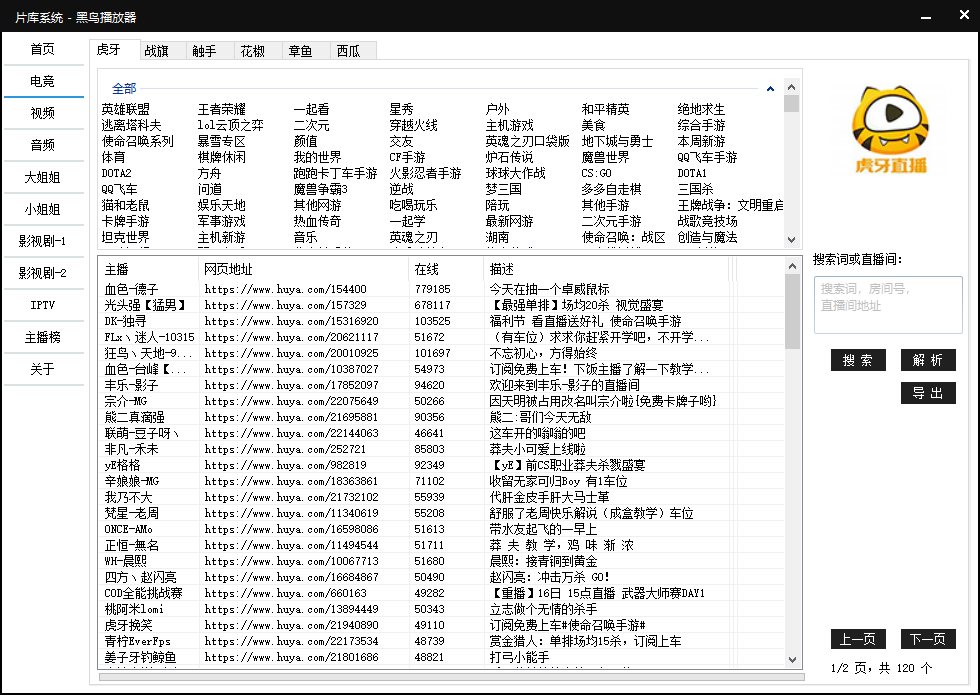 片库系统 - 黑鸟播放器
首页
电竞
视频
音频
大姐姐
小姐姐
影视剧-1
影视剧-2
IPTV
主播榜
关于
虎牙 战旗 触手 花椒 章鱼 西瓜
全部
英雄联盟 王者荣耀 一起看 星秀 户外 和平精英 绝地求生
逃离塔科夫 lol云顶之弈 二次元 穿越火线 主机游戏 美食 综合手游
使命召唤系列 暴雪专区 颜值 交友 英魂之刃口袋版 地下城与勇士 本周新游
体育 棋牌休闲 我的世界 CF手游 炉石传说 魔兽世界 QQ飞车手游
DOTA2 方舟 跑跑卡丁车手游 火影忍者手游 球球大作战 CS:GO DOTA1
QQ飞车 问道 魔兽争霸3 逆战 梦三国 多多自走棋 三国杀
猫和老鼠 娱乐天地 其他网游 吃喝玩乐 陪玩 其他手游 王牌战争：文明重启
卡牌手游 军事游戏 热血传奇 一起学 最新网游 二次元手游 战歌竞技场
坦克世界 主机新游 音乐 英魂之刃 湖南 使命召唤：战区 创造与魔法
主播 网页地址 在线 描述
血色-德子 https://www.huya.com/154400 779185 今天在抽一个卓威鼠标
光头强【猛男】 https://www.huya.com/157329 678117 【最强单排】场均20杀 视觉盛宴
DK-独寻 https://www.huya.com/15316920 103525 福利节 看直播送好礼 使命召唤手游
FLx丶迷人-10315 https://www.huya.com/20621117 51672 （有车位）求求你赶紧开学吧，不开学...
狂鸟丶天地-9... https://www.huya.com/20010925 101697 不忘初心，方得始终
血色-台峰【... https://www.huya.com/10387027 54973 订阅免费上车！下饭主播了解一下教学...
丰乐-影子 https://www.huya.com/17852097 94620 欢迎来到丰乐-影子的直播间
宗介-MG https://www.huya.com/22075649 50266 因天明被占用改名叫宗介啦{免费卡牌子哟}
熊二真滴强 https://www.huya.com/21695881 90356 熊二:哥们今天无敌
联萌-豆子呀丶 https://www.huya.com/22144063 46641 这车开的嗡嗡的吧
非凡-禾未 https://www.huya.com/252721 85803 莽夫小可爱上线啦
yE格格 https://www.huya.com/982819 92349 【yE】前CS职业莽夫杀戮盛宴
辛娘娘-MG https://www.huya.com/18363861 71102 收留无家可归Boy 有1车位
我乃不大 https://www.huya.com/21732102 55939 代肝金皮手肝大马士革
梵星-老周 https://www.huya.com/11340619 55208 舒服了老周快乐解说（成盒教学）车位
ONCE-AMo https://www.huya.com/16598086 51613 带水友起飞的一早上
正恒-無名 https://www.huya.com/11494544 51711 莽 夫 教 学，鸡 味 渐 浓
WH-晨熙 https://www.huya.com/10067713 51680 晨熙：接青铜到黄金
四方丶赵闪亮 https://www.huya.com/16684867 50490 赵闪亮：冲击万杀 GO!
COD全能挑战赛 https://www.huya.com/660163 49282 【重播】16日 15点直播 武器大师赛DAY1
桃阿米lomi https://www.huya.com/13894449 50343 立志做个无情的杀手
虎牙挽笑 https://www.huya.com/21940890 49110 订阅免费上车#使命召唤手游#
青柠EverFps https://www.huya.com/22173534 48739 赏金猎人：单排场均15杀，订阅上车
姜子牙钓鲸鱼 https://www.huya.com/21801686 48821 打弓小能手
虎牙直播
搜索词或直播间：
搜索词，房间号，
直播间地址
搜 索 解 析
导 出
上一页 下一页
1/2 页，共 120 个